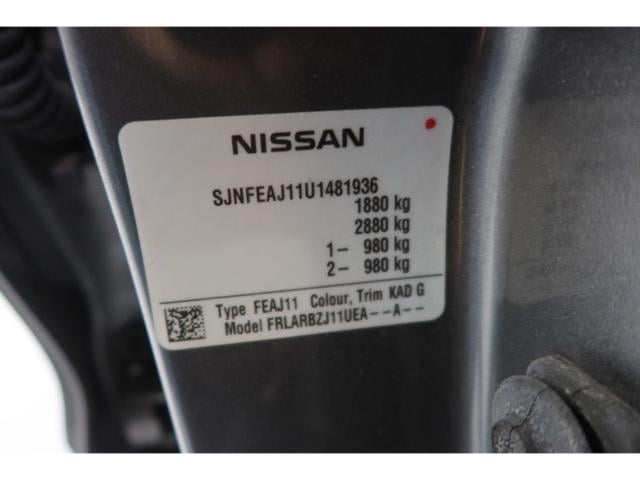 NISSAN
SJNFEAJ11U1481936
1880 kg
2880 kg
1- 980 kg
2- 980 kg
Type FEAJ11 Colour, Trim KAD G
Model FRLARBZJ11UEA--A--